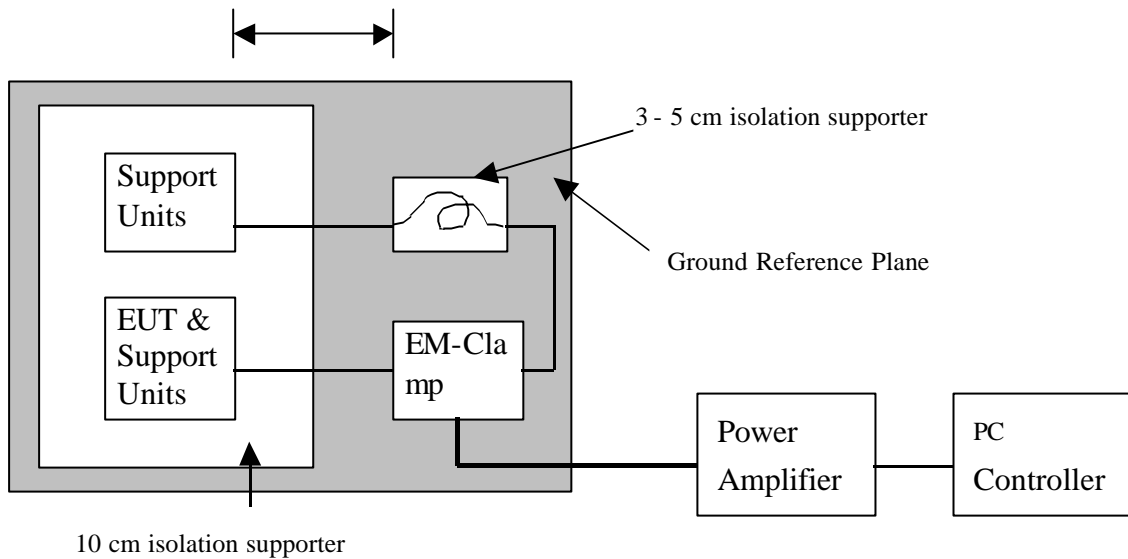 3 - 5 cm isolation supporter
Support
Units
Ground Reference Plane
EUT &
Support
Units
EM-Cla
mp
Power
Amplifier
PC
Controller
10 cm isolation supporter